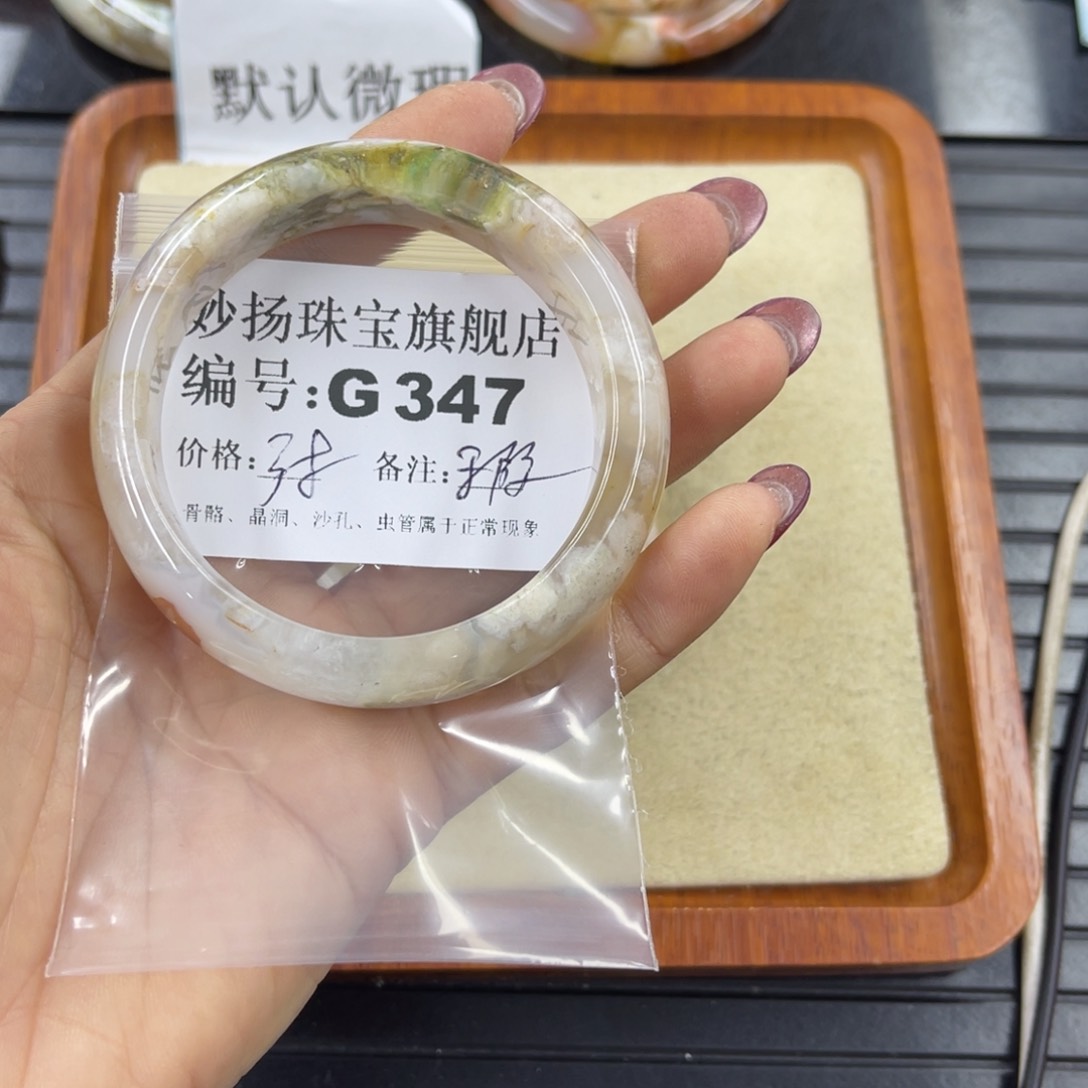 默认微瑕
妙扬珠宝旗舰店
编号:G347
价格: 备注:
骨骼、晶洞、沙孔、虫管属于正常现象